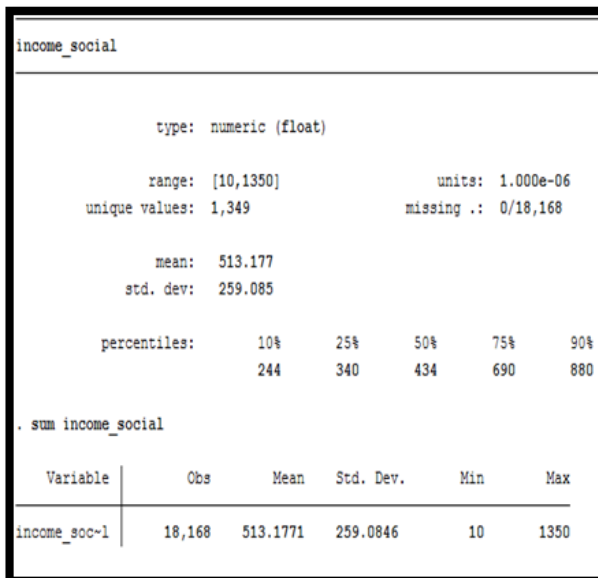 income_social
type: numeric (float)
range: [10,1350] units: 1.000e-06
unique values: 1,349 missing .: 0/18,168
mean: 513.177
std. dev: 259.085
percentiles: 10% 25% 50% 75% 90%
244 340 434 690 880
. sum income_social
Variable Obs Mean Std. Dev. Min Max
income_soc~l 18,168 513.1771 259.0846 10 1350